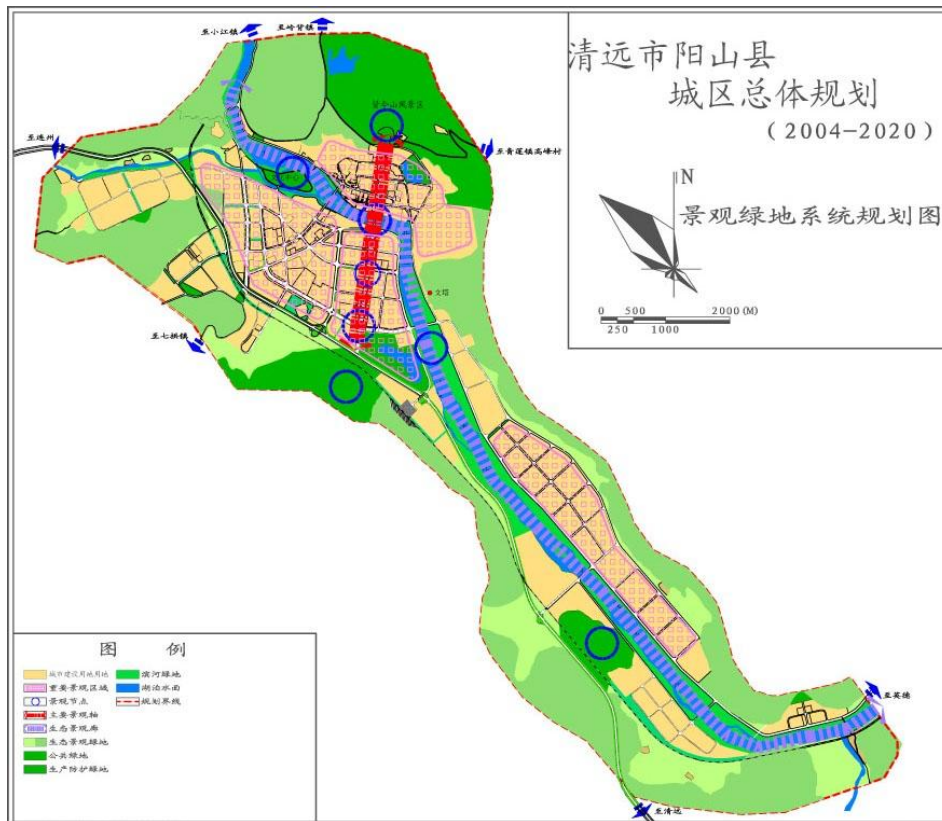 清远市阳山县
城区总体规划
(2004-2020)
N
景观绿地系统规划图
0 500 2000 (M)
250 1000
至小江镇
至岭背镇
至连州
贤令山风景区
至青莲镇高峰村
文塔
至七拱镇
至英德
至清远
图 例
城市建设用地用地
滨河绿地
重要景观区域
湖泊水面
景观节点
规划界线
主要景观轴
生态景观廊
生态景观绿地
公共绿地
生产防护绿地